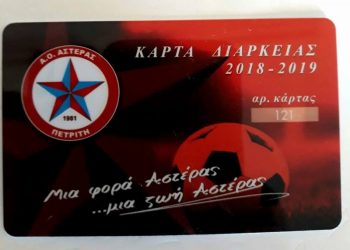 Α.Ο. ΑΣΤΕΡΑΣ
1981
ΠΕΤΡΙΤΗ
ΚΑΡΤΑ ΔΙΑΡΚΕΙΑΣ
2018-2019
αρ. κάρτας
121
Μια φορά Αστέρας
...μια ζωή Αστέρας